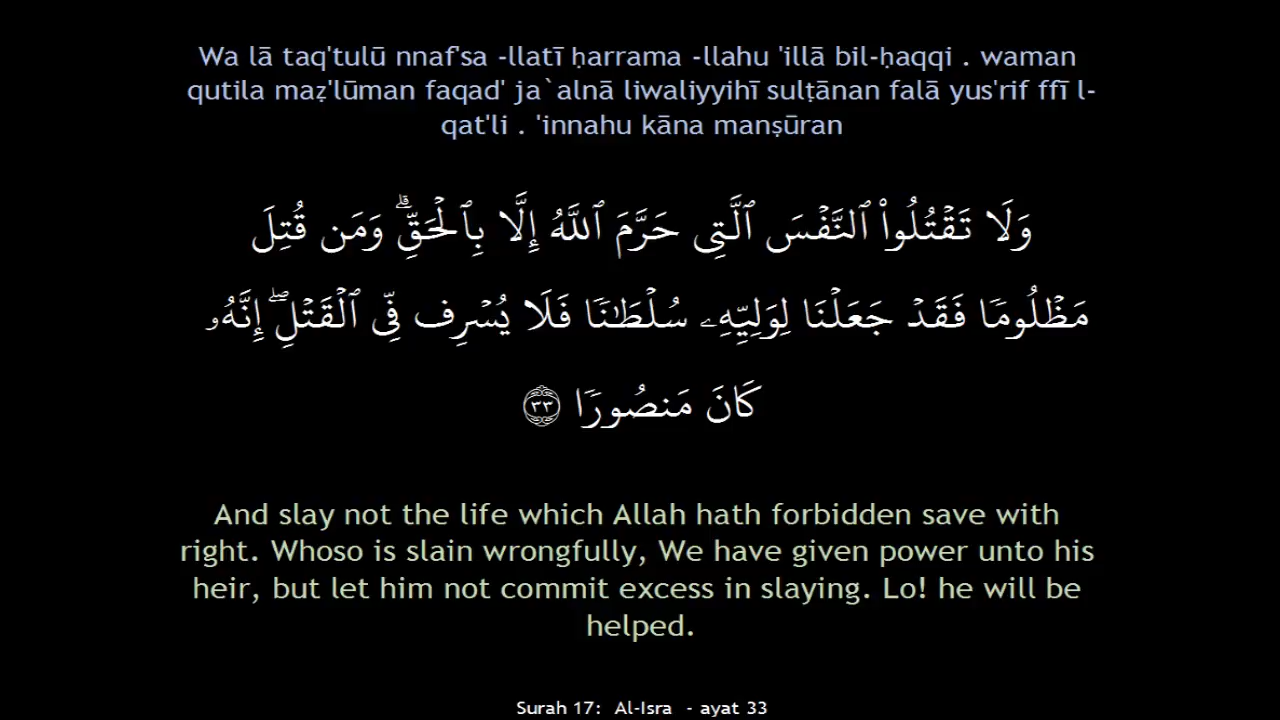 Wa lā taq'tulū nnaf'sa -llatī ḥarrama -llahu 'illā bil-ḥaqqi . waman
qutila maẓ'lūman faqad' ja`alnā liwaliyyihī sulṭānan falā yus'rif ffī l-
qat'li . 'innahu kāna manṣūran
وَلَا تَقۡتُلُواْ ٱلنَّفۡسَ ٱلَّتِي حَرَّمَ ٱللَّهُ إِلَّا بِٱلۡحَقِّۗ وَمَن قُتِلَ
مَظۡلُومٗا فَقَدۡ جَعَلۡنَا لِوَلِيِّهِۦ سُلۡطَٰنٗا فَلَا يُسۡرِف فِّي ٱلۡقَتۡلِۖ إِنَّهُۥ
كَانَ مَنصُورٗا ٣٣
And slay not the life which Allah hath forbidden save with
right. Whoso is slain wrongfully, We have given power unto his
heir, but let him not commit excess in slaying. Lo! he will be
helped.
Surah 17: Al-Isra - ayat 33